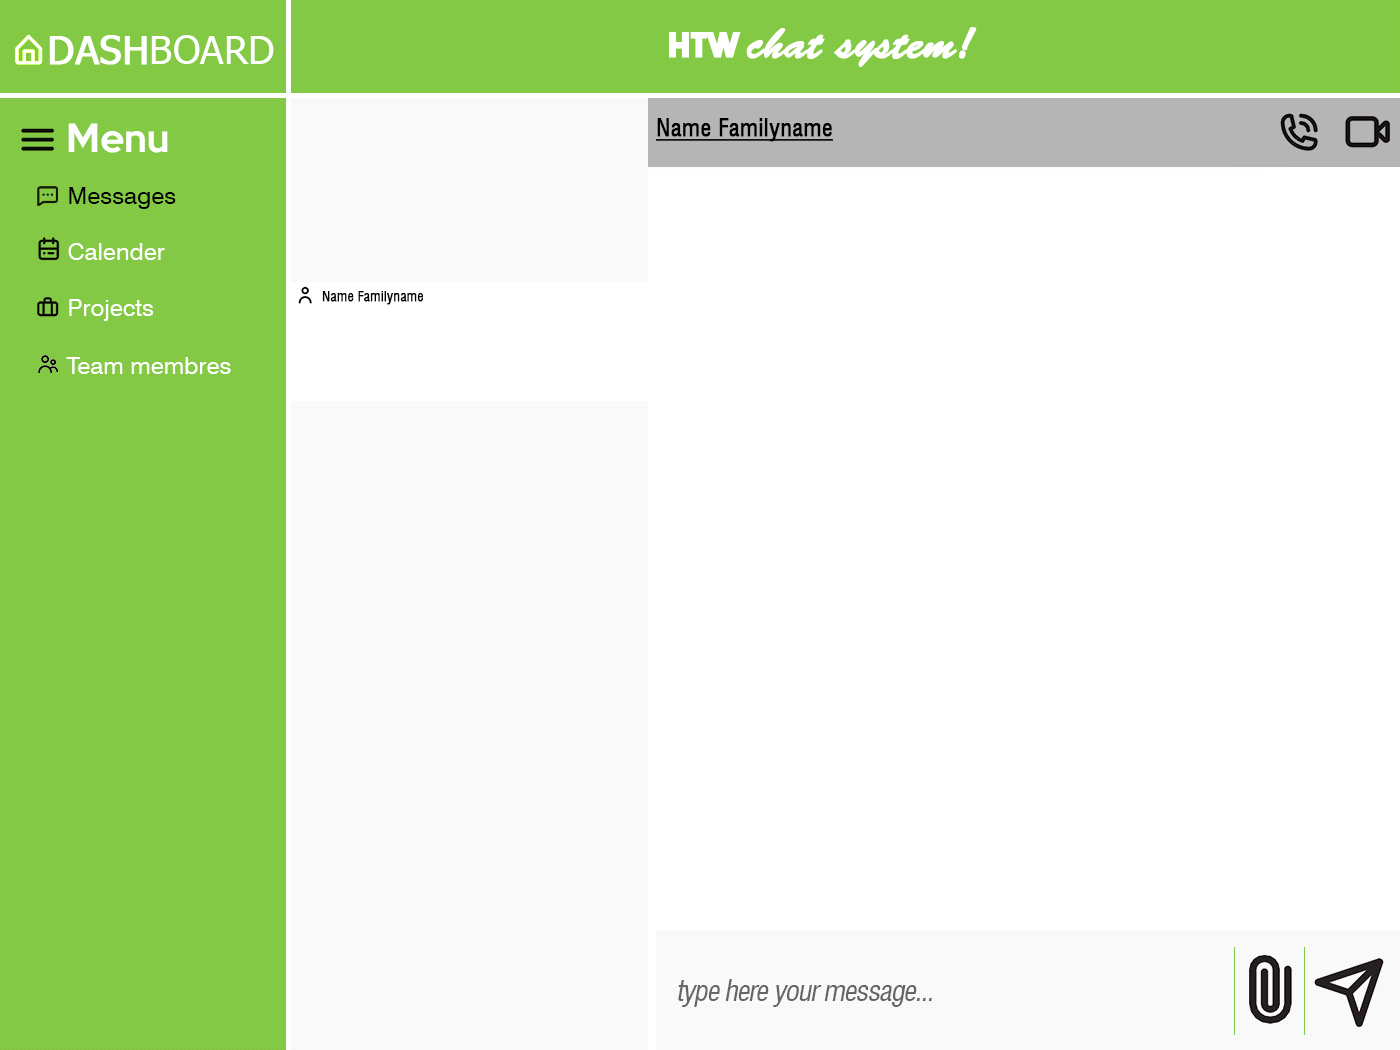 DASHBOARD
HTW chat system!
Menu
Messages
Calender
Projects
Team membres
Name Familyname
Name Familyname
type here your message...